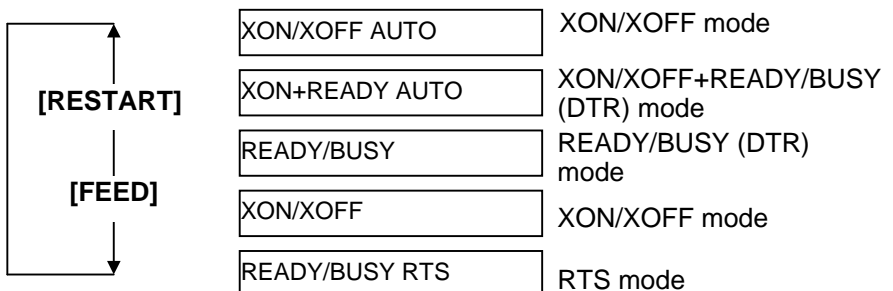 XON/XOFF AUTO
XON/XOFF mode
[RESTART]
XON+READY AUTO
XON/XOFF+READY/BUSY
(DTR) mode
READY/BUSY
READY/BUSY (DTR)
mode
[FEED]
XON/XOFF
XON/XOFF mode
READY/BUSY RTS
RTS mode